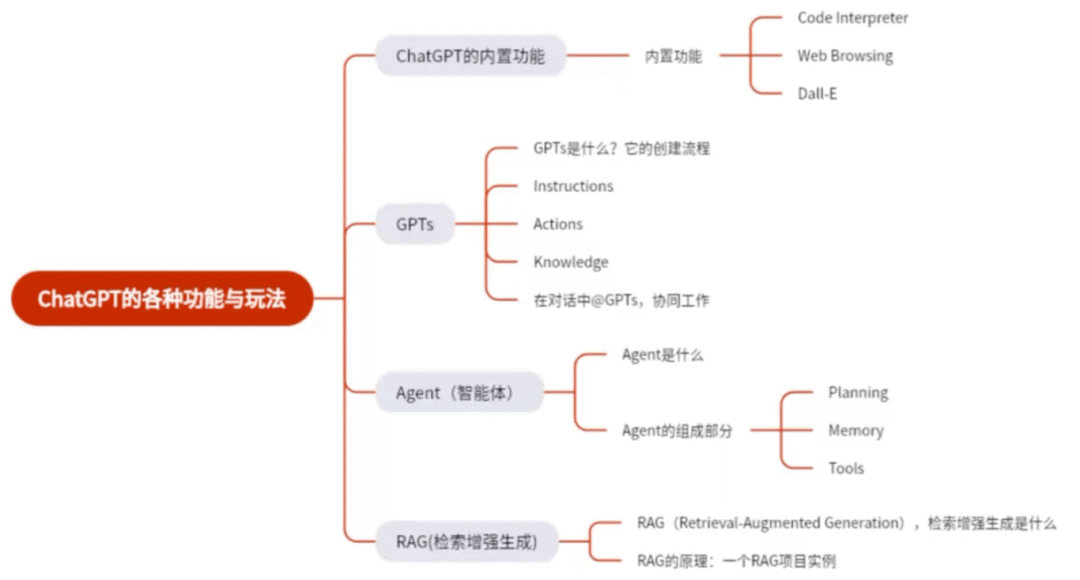 ChatGPT的各种功能与玩法
ChatGPT的内置功能
内置功能
Code Interpreter
Web Browsing
Dall-E
GPTs
GPTs是什么？它的创建流程
Instructions
Actions
Knowledge
在对话中@GPTs，协同工作
Agent（智能体）
Agent是什么
Agent的组成部分
Planning
Memory
Tools
RAG(检索增强生成)
RAG（Retrieval-Augmented Generation），检索增强生成是什么
RAG的原理：一个RAG项目实例